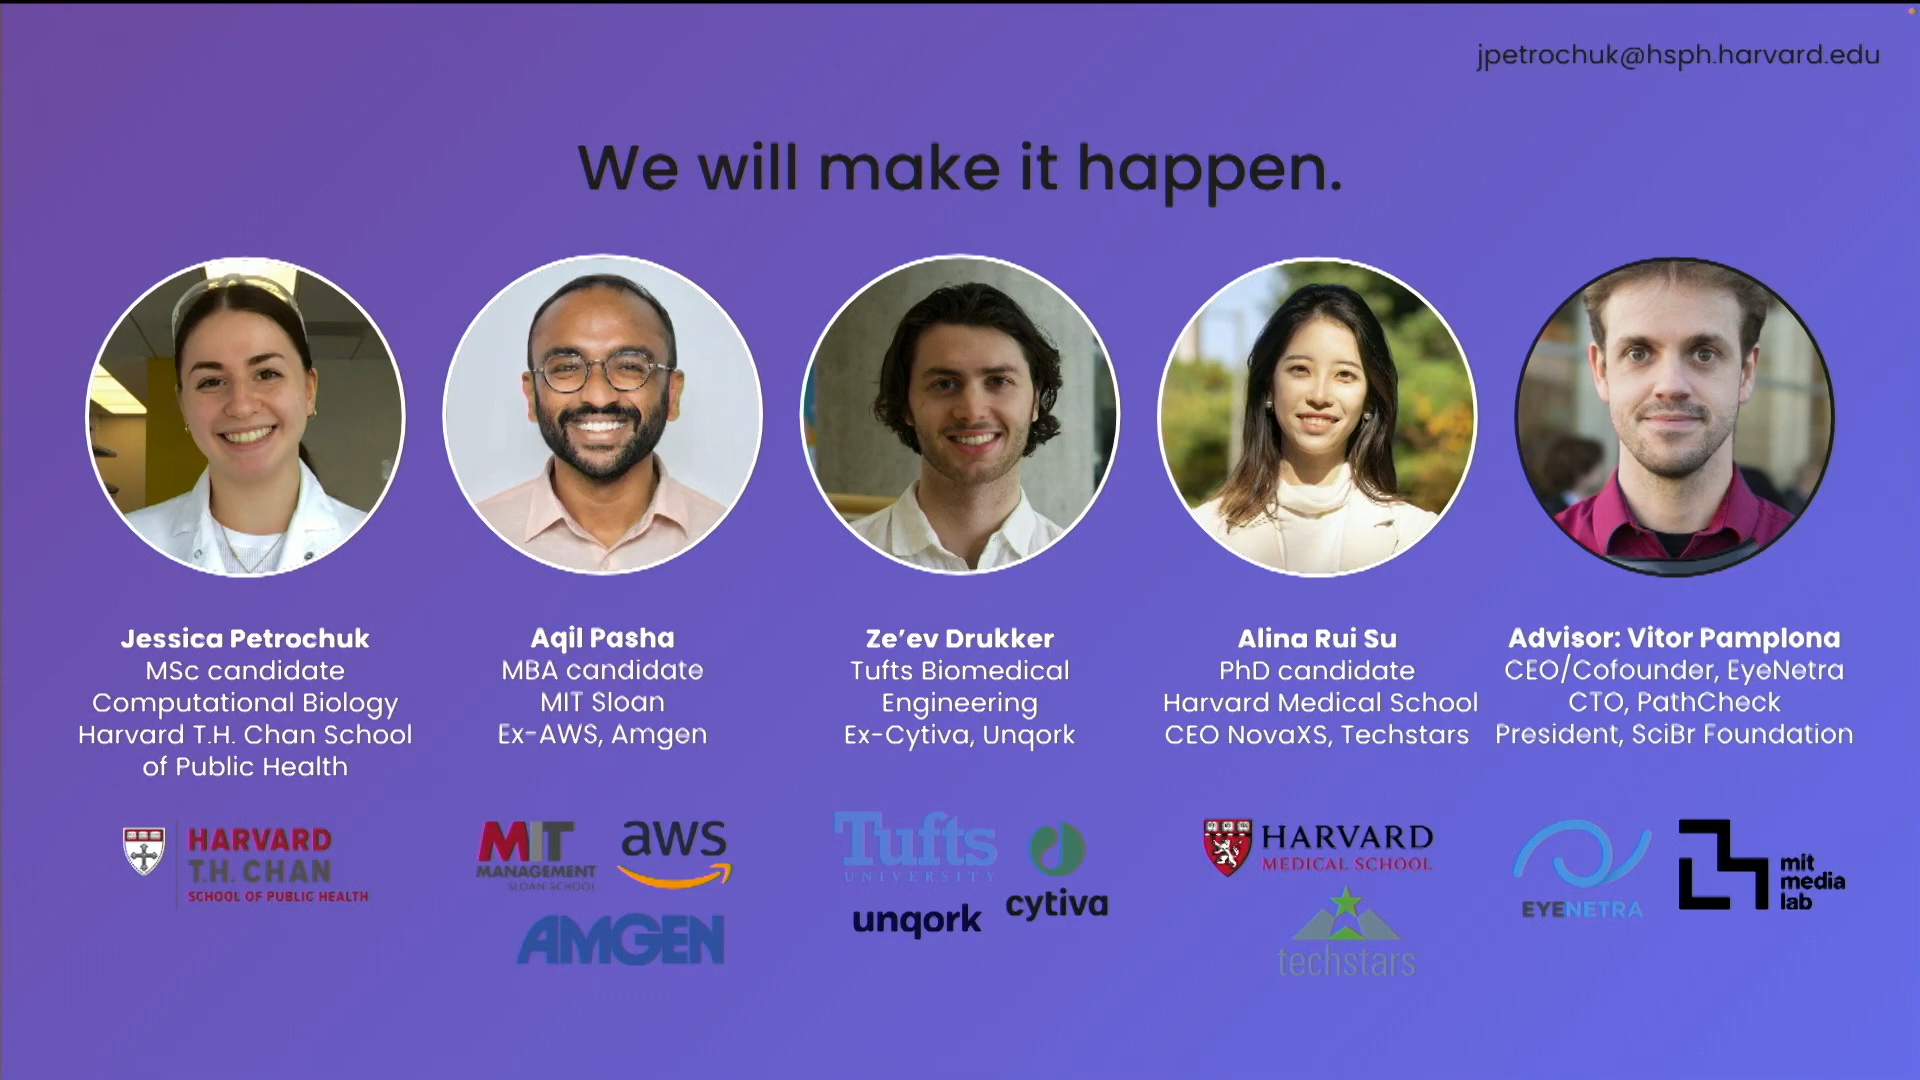 jpetrochuk@hsph.harvard.edu
We will make it happen.
Jessica Petrochuk
MSc candidate
Computational Biology
Harvard T.H. Chan School
of Public Health
HARVARD
T.H. CHAN
SCHOOL OF PUBLIC HEALTH
Aqil Pasha
MBA candidate
MIT Sloan
Ex-AWS, Amgen
MIT
MANAGEMENT
SLOAN SCHOOL
aws
AMGEN
Ze’ev Drukker
Tufts Biomedical
Engineering
Ex-Cytiva, Unqork
Tufts
UNIVERSITY
cytiva
unqork
Alina Rui Su
PhD candidate
Harvard Medical School
CEO NovaXS, Techstars
HARVARD
MEDICAL SCHOOL
techstars
Advisor: Vitor Pamplona
CEO/Cofounder, EyeNetra
CTO, PathCheck
President, SciBr Foundation
EYENETRA
mit
media
lab